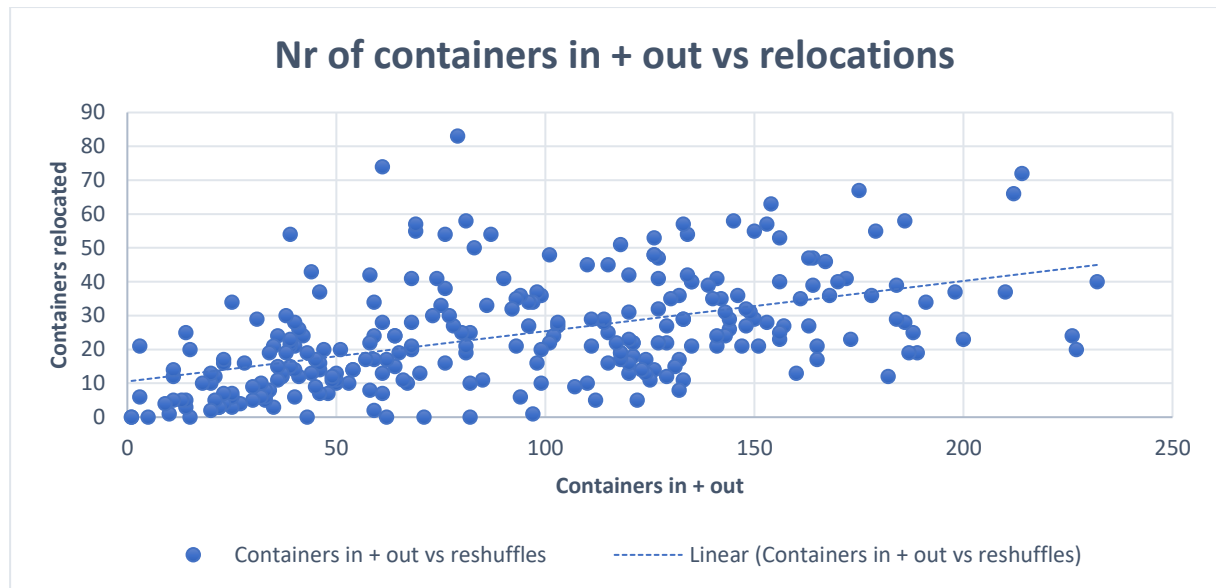 Nr of containers in + out vs relocations
Containers relocated
90
80
70
60
50
40
30
20
10
0
0 50 100 150 200 250
Containers in + out
Containers in + out vs reshuffles Linear (Containers in + out vs reshuffles)